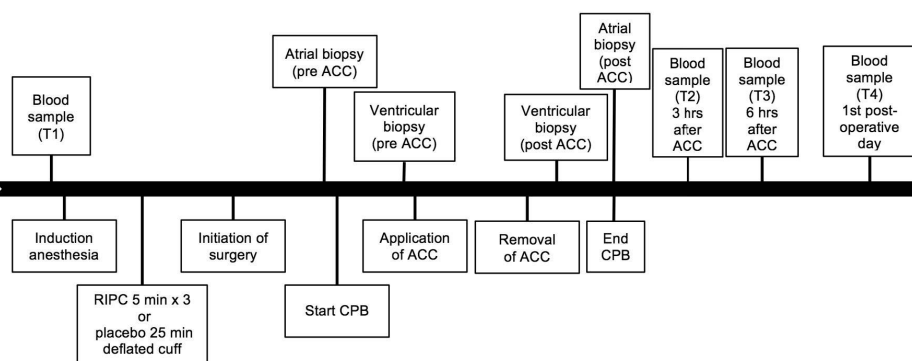 Blood
sample
(T1)
Atrial biopsy
(pre ACC)
Ventricular
biopsy
(pre ACC)
Ventricular
biopsy
(post ACC)
Atrial
biopsy
(post
ACC)
Blood
sample
(T2)
3 hrs
after
ACC
Blood
sample
(T3)
6 hrs
after
ACC
Blood
sample
(T4)
1st post-
operative
day
Induction
anesthesia
RIPC 5 min x 3
or
placebo 25 min
deflated cuff
Initiation of
surgery
Start CPB
Application
of ACC
Removal
of ACC
End
CPB